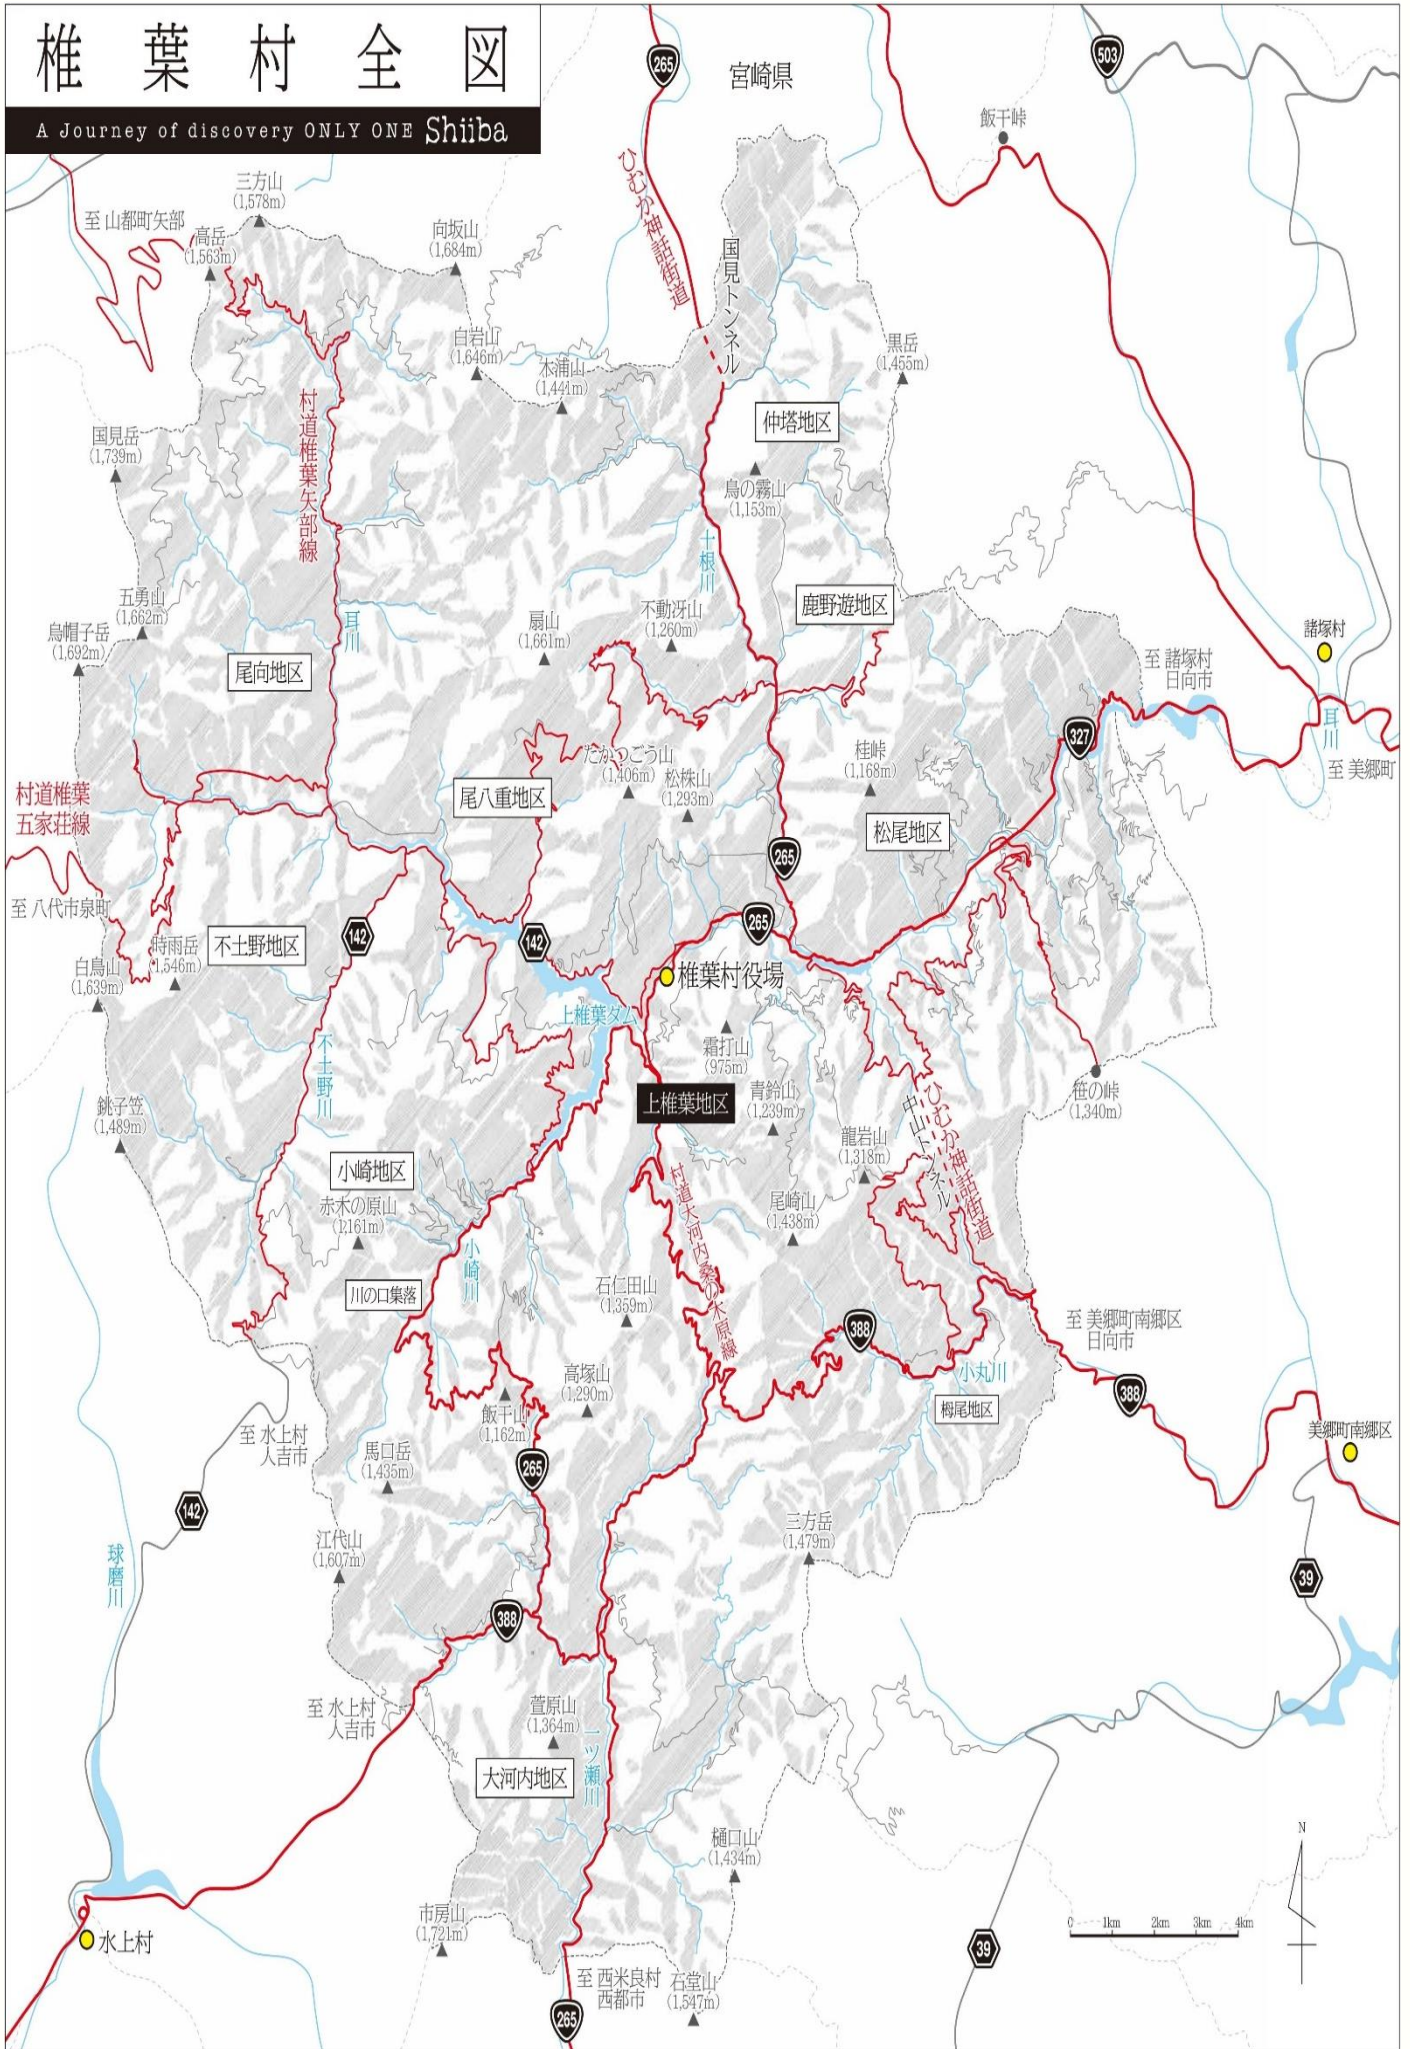 椎葉村全図
A Journey of discovery ONLY ONE Shiiba
265
宮崎県
503
飯干峠
ひむか神話街道
国見トンネル
三方山
(1,578m)
至 山都町矢部
高岳
(1,563m)
向坂山
(1,684m)
白岩山
(1,646m)
木浦山
(1,441m)
黒岳
(1,455m)
仲塔地区
村道椎葉矢部線
国見岳
(1,739m)
鳥の霧山
(1,153m)
十根川
五勇山
(1,662m)
烏帽子岳
(1,692m)
耳川
扇山
(1,661m)
不動冴山
(1,260m)
鹿野遊地区
尾向地区
諸塚村
至 諸塚村
日向市
耳川
至 美郷町
327
たかつごう山
(1,406m)
松株山
(1,293m)
桂峠
(1,168m)
尾八重地区
松尾地区
村道椎葉
五家荘線
265
至 八代市泉町
142
不土野地区
142
265
時雨岳
(1,546m)
白鳥山
(1,639m)
椎葉村役場
上椎葉ダム
霜打山
(975m)
不土野川
上椎葉地区
青鈴山
(1,239m)
笹の峠
(1,340m)
銚子笠
(1,489m)
龍岩山
(1,318m)
中山トンネル
ひむか神話街道
小崎地区
赤木の原山
(1,161m)
村道大河内桑の木原線
尾崎山
(1,438m)
小崎川
川の口集落
石仁田山
(1,359m)
388
至 美郷町南郷区
日向市
高塚山
(1,290m)
小丸川
388
栂尾地区
飯干山
(1,162m)
至 水上村
人吉市
馬口岳
(1,435m)
265
美郷町南郷区
142
三方岳
(1,479m)
江代山
(1,607m)
球磨川
39
388
至 水上村
人吉市
萱原山
(1,364m)
一ツ瀬川
大河内地区
樋口山
(1,434m)
N
0 1km 2km 3km 4km
市房山
(1,721m)
水上村
39
至 西米良村
西都市
石堂山
(1,547m)
265